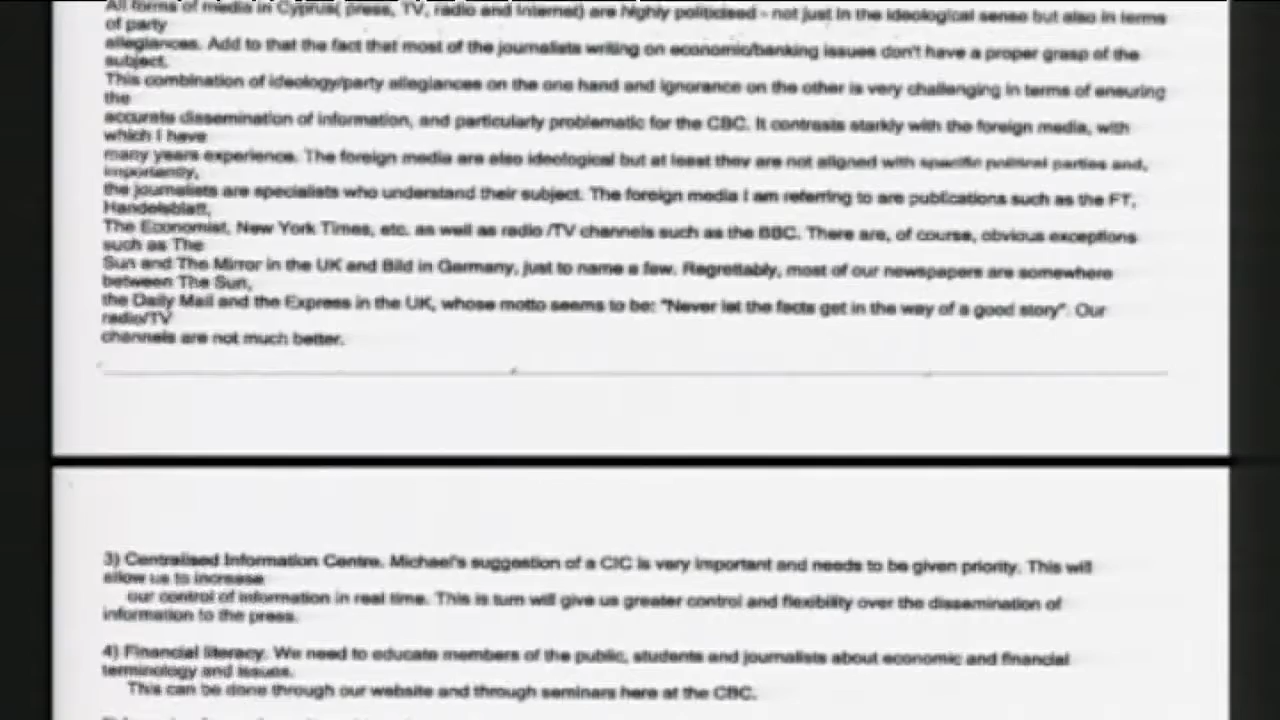 All forms of media in Cyprus( press, TV, radio and Internet) are highly politicised - not just in the ideological sense but also in terms
of party
allegiances. Add to that the fact that most of the journalists writing on economic/banking issues don't have a proper grasp of the
subject.
This combination of ideology/party allegiances on the one hand and ignorance on the other is very challenging in terms of ensuring
the
accurate dissemination of information, and particularly problematic for the CBC. It contrasts starkly with the foreign media, with
which I have
many years experience. The foreign media are also ideological but at least they are not aligned with specific political parties and,
importantly,
the journalists are specialists who understand their subject. The foreign media I am referring to are publications such as the FT,
Handelsblatt,
The Economist, New York Times, etc. as well as radio /TV channels such as the BBC. There are, of course, obvious exceptions
such as The
Sun and The Mirror in the UK and Bild in Germany, just to name a few. Regrettably, most of our newspapers are somewhere
between The Sun,
the Daily Mail and the Express in the UK, whose motto seems to be: "Never let the facts get in the way of a good story". Our
radio/TV
channels are not much better.
3) Centralised Information Centre. Michael's suggestion of a CIC is very important and needs to be given priority. This will
allow us to increase
our control of information in real time. This is turn will give us greater control and flexibility over the dissemination of
information to the press.
4) Financial literacy. We need to educate members of the public, students and journalists about economic and financial
terminology and issues.
This can be done through our website and through seminars here at the CBC.